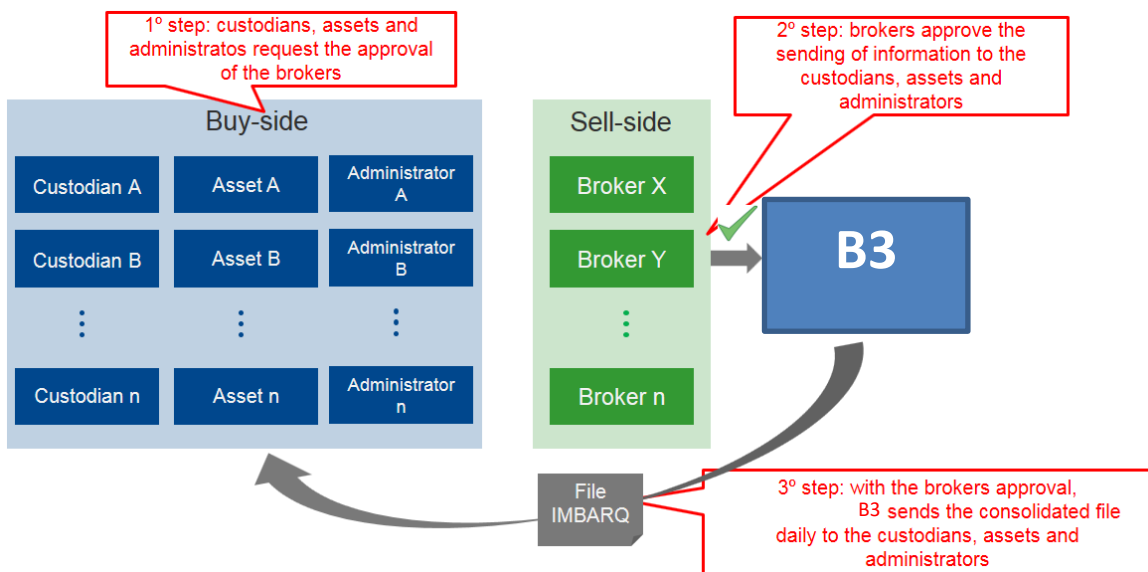 1º step: custodians, assets and
administratos request the approval
of the brokers
2º step: brokers approve the
sending of information to the
custodians, assets and
administrators
Buy-side
Sell-side
Custodian A
Asset A
Administrator
A
Broker X
Custodian B
Asset B
Administrator
B
Broker Y
B3
Custodian n
Asset n
Administrator
n
Broker n
File
IMBARQ
3º step: with the brokers approval,
B3 sends the consolidated file
daily to the custodians, assets and
administrators